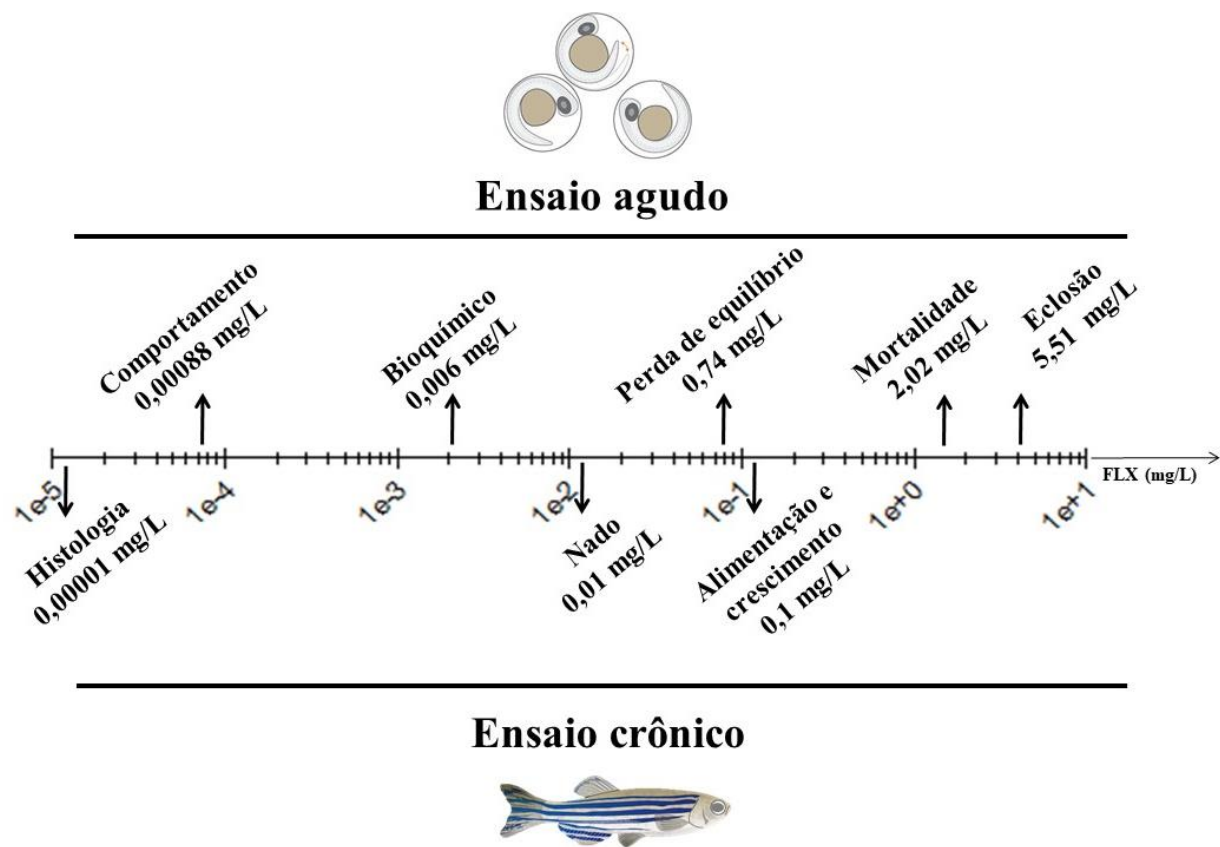 Ensaio agudo
Comportamento
0,00088 mg/L
Bioquímico
0,006 mg/L
Perda de equilíbrio
0,74 mg/L
Mortalidade
2,02 mg/L
Eclosão
5,51 mg/L
1e-5
1e-4
1e-3
1e-2
1e-1
1e+0
1e+1
FLX (mg/L)
Histologia
0,00001 mg/L
Nado
0,01 mg/L
Alimentação e
crescimento
0,1 mg/L
Ensaio crônico